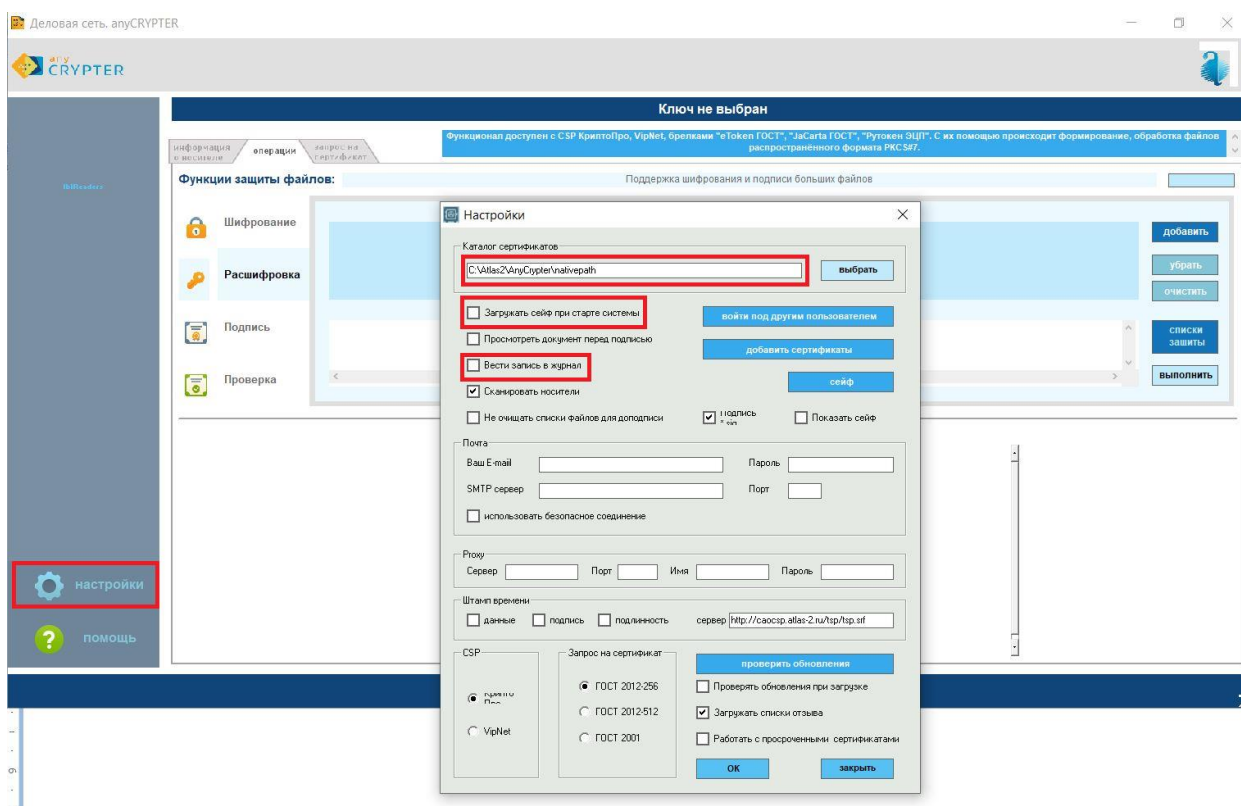 Деловая сеть. anyCRYPTER
any
CRYPTER
Ключ не выбран
Функционал доступен с CSP КриптоПро, VipNet, брелками "eToken ГОСТ", "JaCarta ГОСТ", "Рутокен ЭЦП". С их помощью происходит формирование, обработка файлов
распространённого формата PKCS#7.
информация
о носителе
операции
запрос на
сертификат
Функции защиты файлов:
Поддержка шифрования и подписи больших файлов
Шифрование
Расшифровка
Подпись
Проверка
добавить
убрать
очистить
списки
зашиты
выполнить
настройки
помощь
Настройки
Каталог сертификатов
C:\Atlas2\AnyCrypter\nativepath
выбрать
Загружать сейф при старте системы
войти под другим пользователем
Просмотреть документ перед подписью
добавить сертификаты
Вести запись в журнал
сейф
Сканировать носители
Не очищать списки файлов для доподписи
Подпись
Показать сейф
Почта
Ваш E-mail
Пароль
SMTP сервер
Порт
использовать безопасное соединение
Proxy
Сервер
Порт
Имя
Пароль
Штамп времени
данные
подпись
подлинность
сервер
http://caocsp.atlas-2.ru/tsp/tsp.srf
CSP
VipNet
Запрос на сертификат
ГОСТ 2012-256
ГОСТ 2012-512
ГОСТ 2001
проверить обновления
Проверять обновления при загрузке
Загружать списки отзыва
Работать с просроченными сертификатами
OK
закрыть